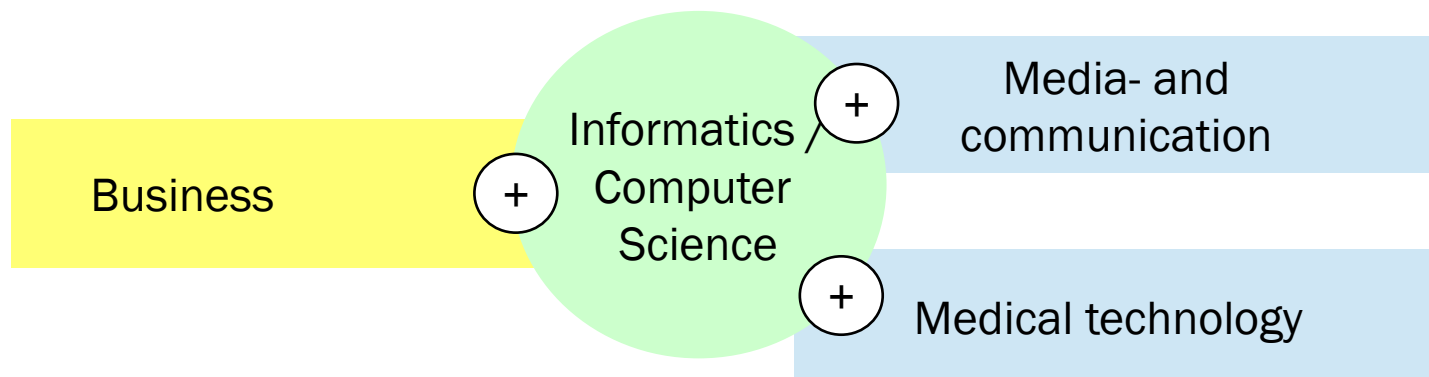 Business
+
Informatics /
Computer
Science
+
Media- and
communication
+
Medical technology